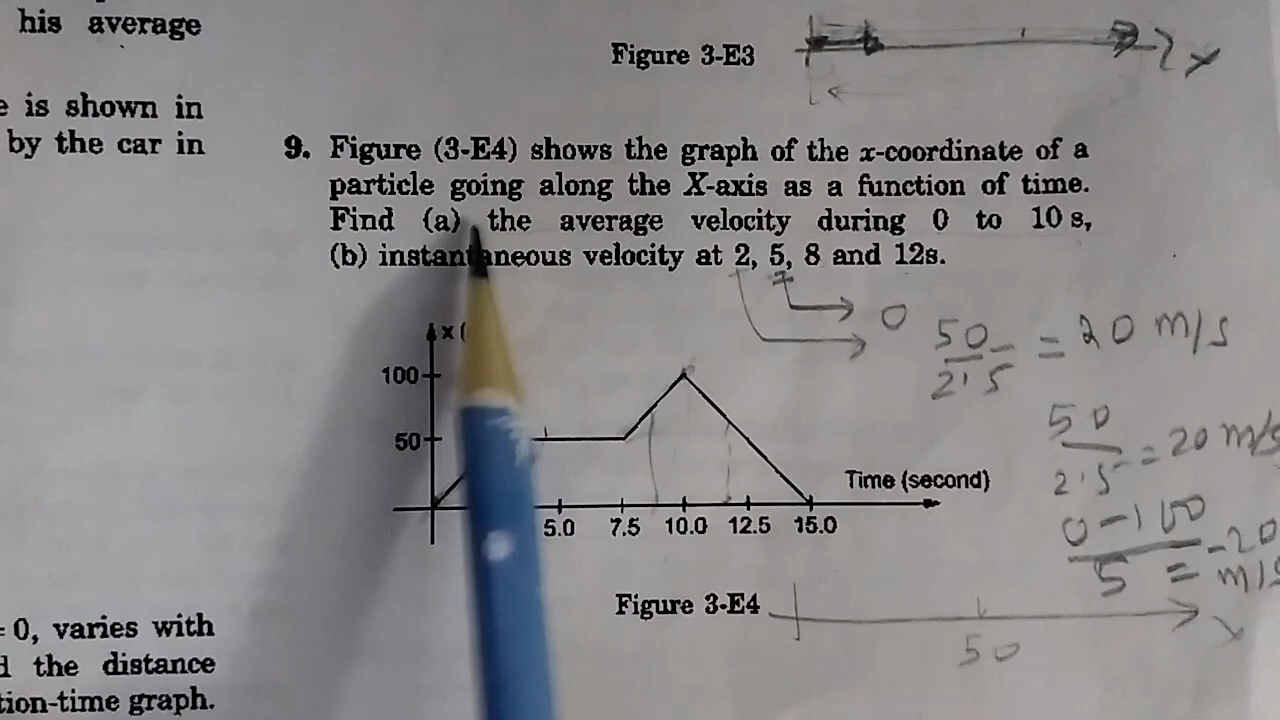 his average
is shown in
by the car in
Figure 3-E3
X
9. Figure (3-E4) shows the graph of the x-coordinate of a
particle going along the X-axis as a function of time.
Find (a) the average velocity during 0 to 10 s,
(b) instantaneous velocity at 2, 5, 8 and 12s.
0
50/2.5 = 20 m/s
50/2.5 = 20 m/s
0-100/5 = -20 m/s
x (
100
50
Time (second)
5.0 7.5 10.0 12.5 15.0
Figure 3-E4
50
= 0, varies with
the distance
tion-time graph.